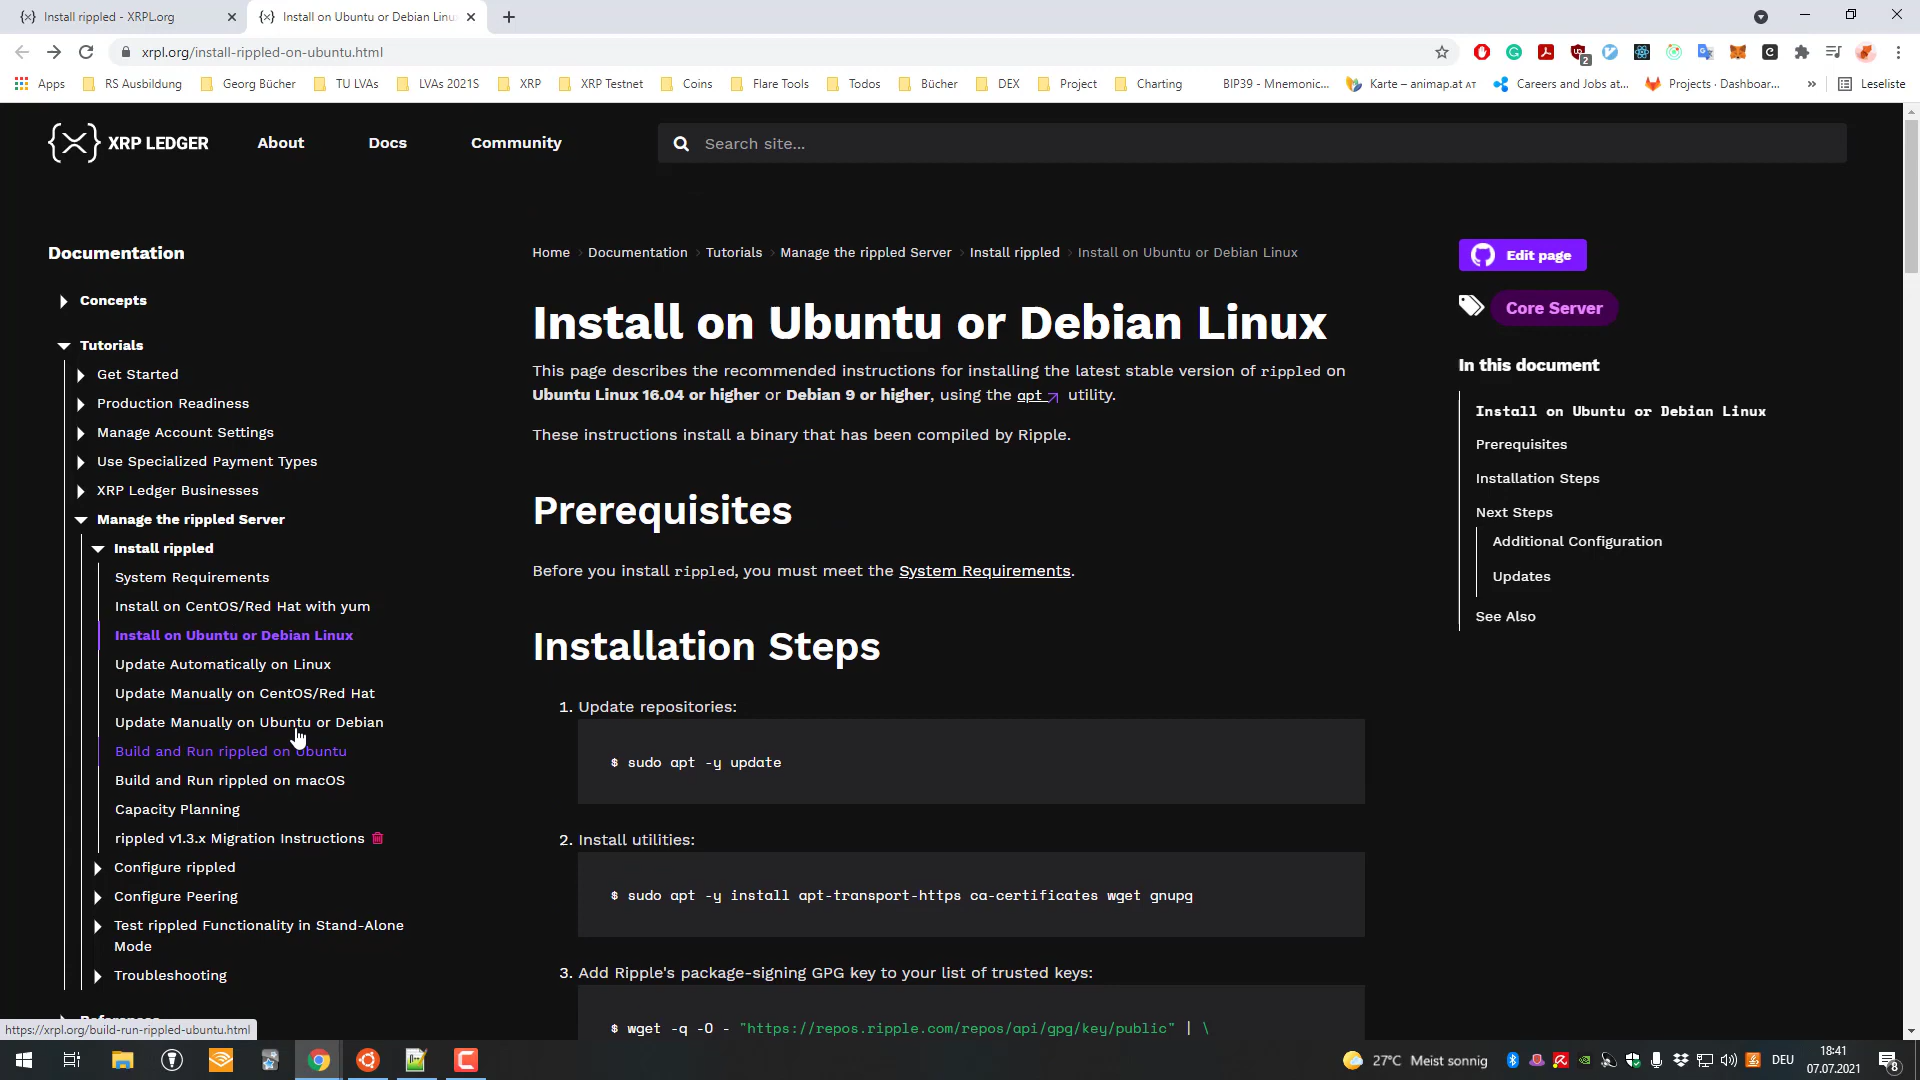 Install rippled - XRPL.org
Install on Ubuntu or Debian Linu
xrpl.org/install-rippled-on-ubuntu.html
2
Apps
RS Ausbildung
Georg Bücher
TU LVAs
LVAs 2021S
XRP
XRP Testnet
Coins
Flare Tools
Todos
Bücher
DEX
Project
Charting
BIP39 - Mnemonic...
Karte – animap.at AT
Careers and Jobs at...
Projects · Dashboar...
»
Leseliste
XRP LEDGER
About
Docs
Community
Search site...
Documentation
Concepts
Tutorials
Get Started
Production Readiness
Manage Account Settings
Use Specialized Payment Types
XRP Ledger Businesses
Manage the rippled Server
Install rippled
System Requirements
Install on CentOS/Red Hat with yum
Install on Ubuntu or Debian Linux
Update Automatically on Linux
Update Manually on CentOS/Red Hat
Update Manually on Ubuntu or Debian
Build and Run rippled on Ubuntu
Build and Run rippled on macOS
Capacity Planning
rippled v1.3.x Migration Instructions
Configure rippled
Configure Peering
Test rippled Functionality in Stand-Alone
Mode
Troubleshooting
References
https://xrpl.org/build-run-rippled-ubuntu.html
Home > Documentation > Tutorials > Manage the rippled Server > Install rippled > Install on Ubuntu or Debian Linux
Install on Ubuntu or Debian Linux
This page describes the recommended instructions for installing the latest stable version of rippled on
Ubuntu Linux 16.04 or higher or Debian 9 or higher, using the apt utility.
These instructions install a binary that has been compiled by Ripple.
Prerequisites
Before you install rippled, you must meet the System Requirements.
Installation Steps
1. Update repositories:
$ sudo apt -y update
2. Install utilities:
$ sudo apt -y install apt-transport-https ca-certificates wget gnupg
3. Add Ripple's package-signing GPG key to your list of trusted keys:
$ wget -q -O - "https://repos.ripple.com/repos/api/gpg/key/public" | \
Edit page
Core Server
In this document
Install on Ubuntu or Debian Linux
Prerequisites
Installation Steps
Next Steps
Additional Configuration
Updates
See Also
27°C Meist sonnig
DEU
18:41
07.07.2021
8